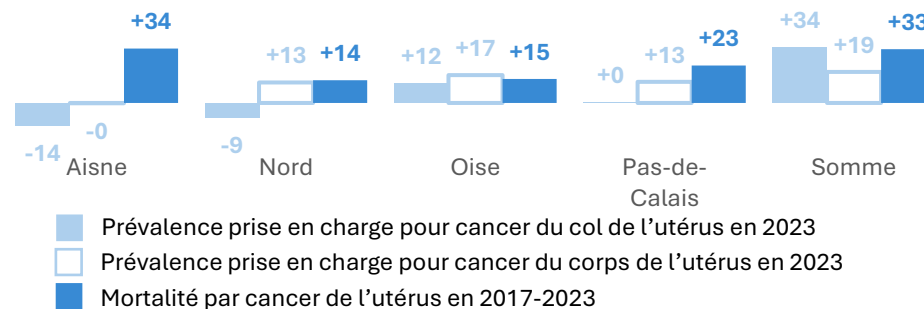 +34
-14
-0
Aisne
+13
+14
-9
Nord
+12
+17
+15
Oise
+0
+13
+23
Pas-de-
Calais
+34
+19
+33
Somme
Prévalence prise en charge pour cancer du col de l’utérus en 2023
Prévalence prise en charge pour cancer du corps de l’utérus en 2023
Mortalité par cancer de l’utérus en 2017-2023